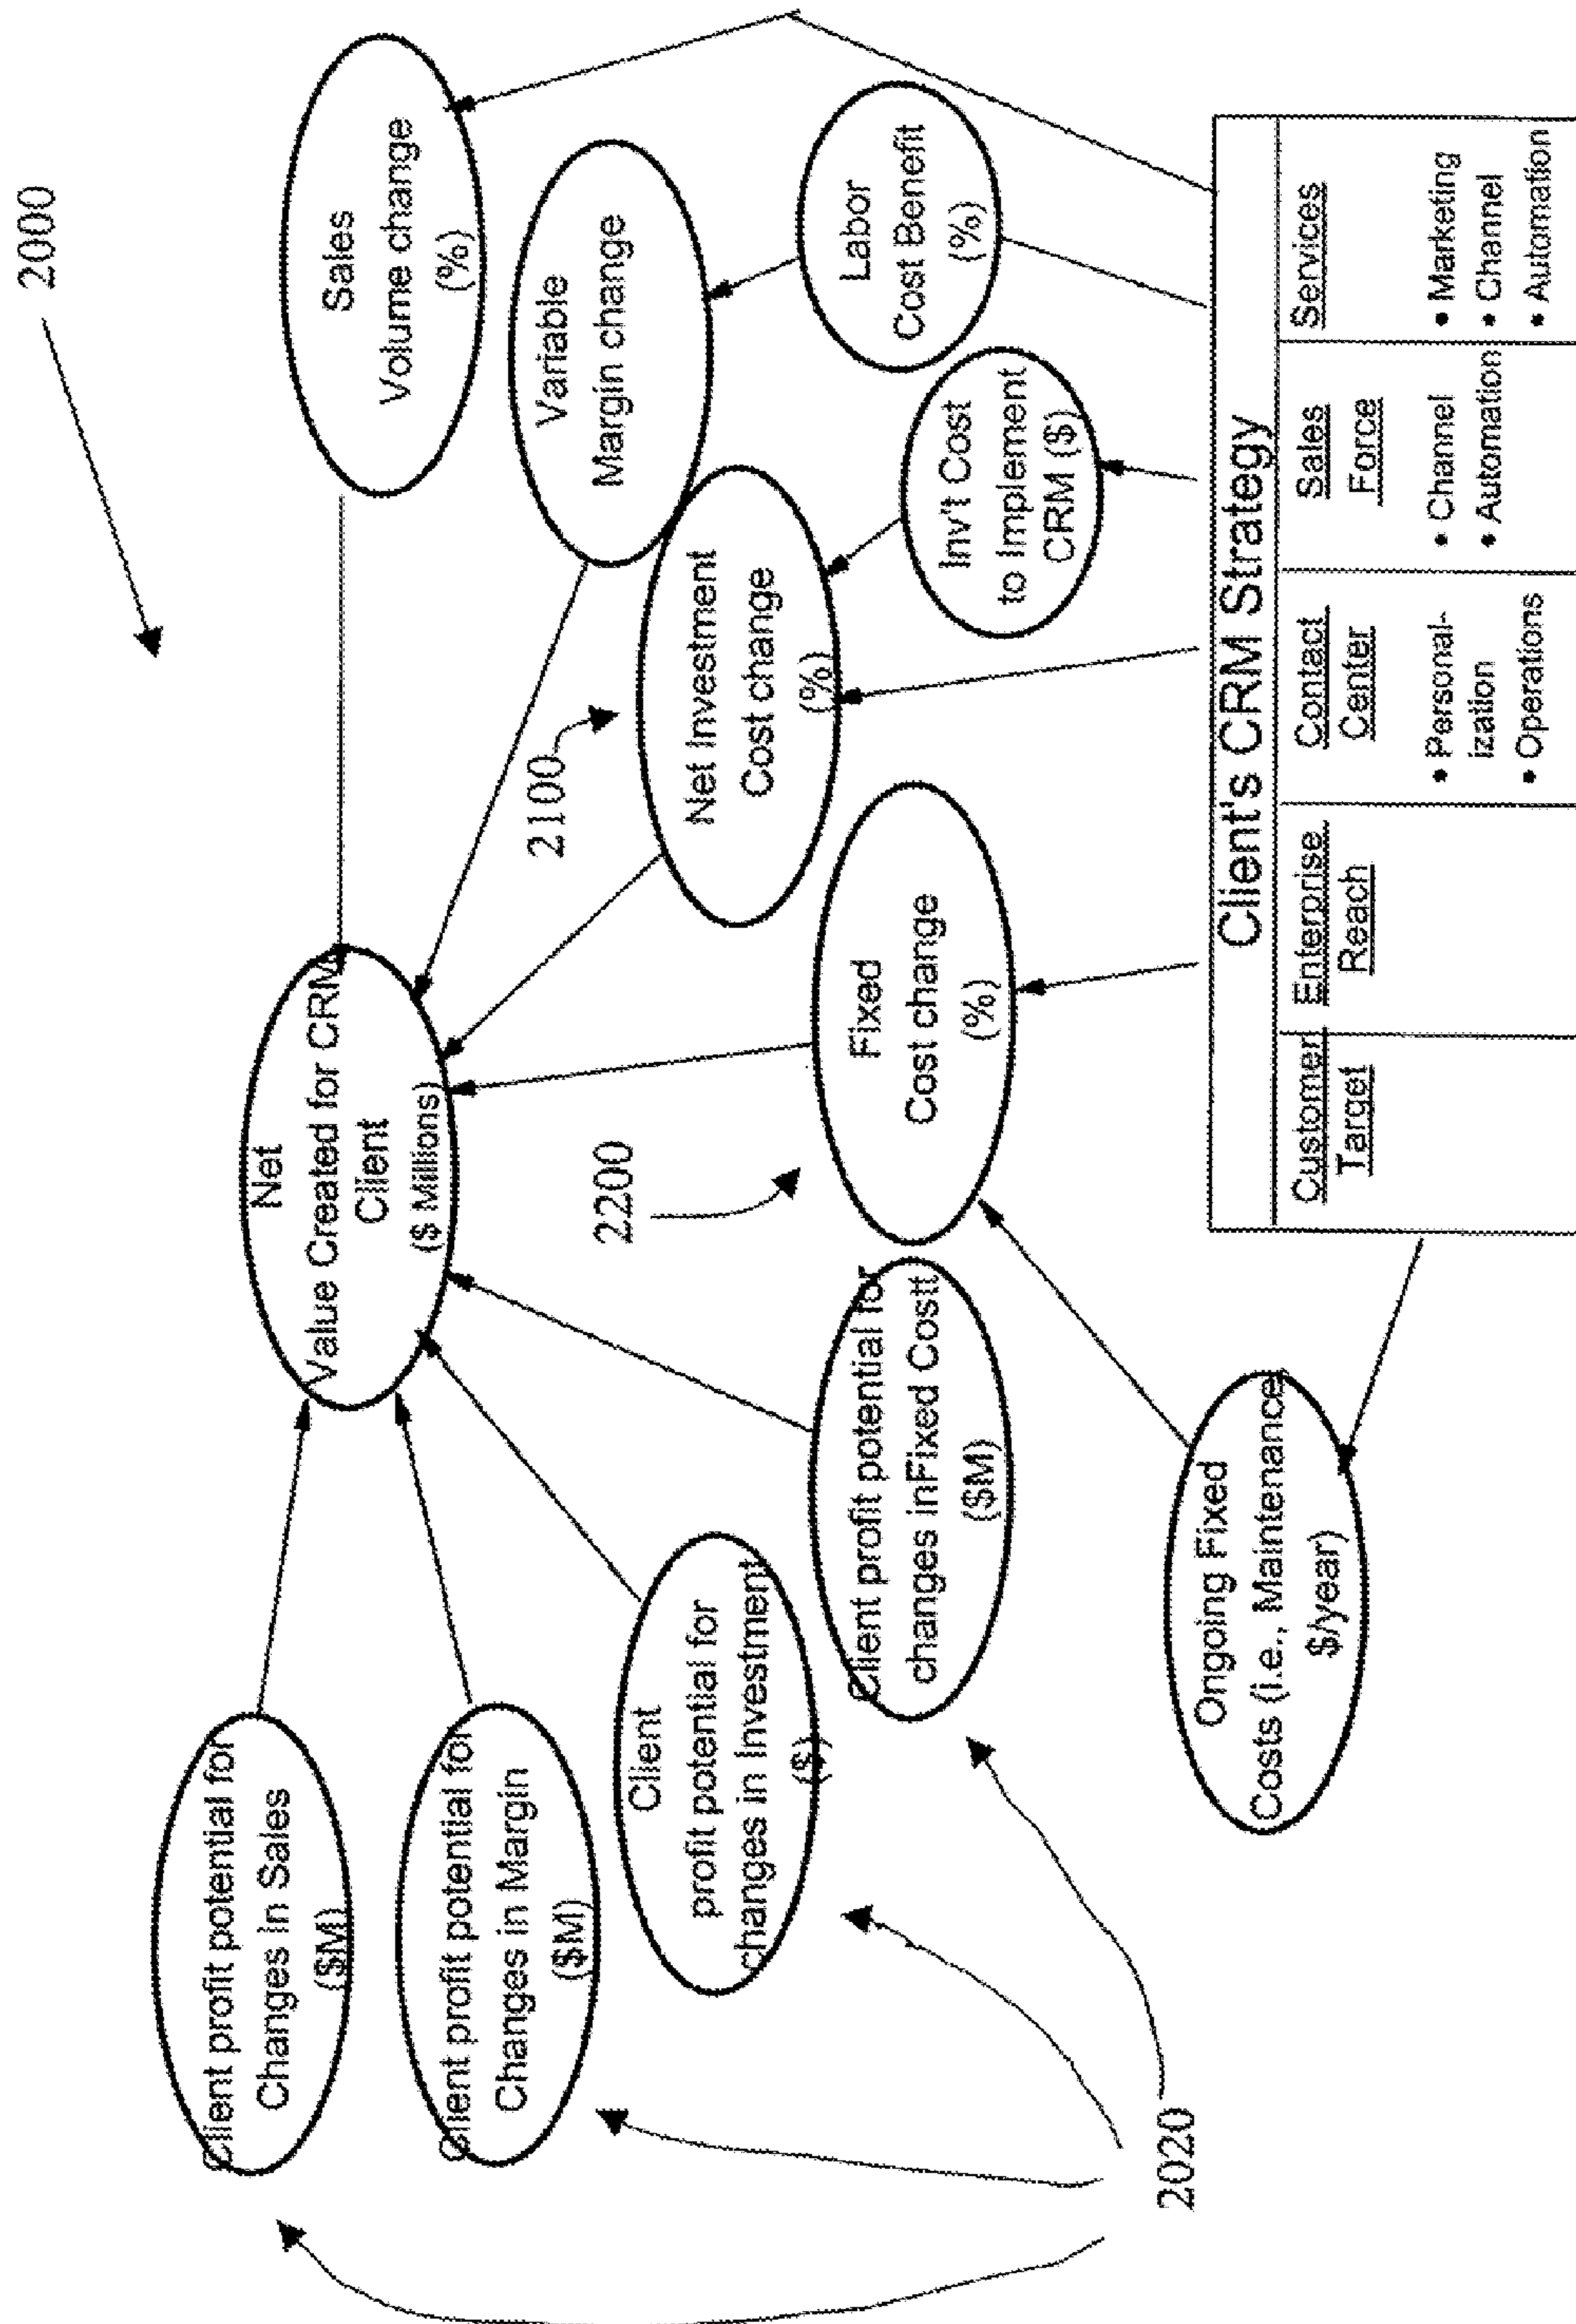 2000
Client profit potential for
Changes in Sales
($M)
Net
Value Created for CRM
Client
($ Millions)
Sales
Volume change
(%)
Client profit potential for
Changes in Margin
($M)
Variable
Margin change
2100
Client
profit potential for
changes in Investment
($)
Net Investment
Cost change
(%)
2200
Client profit potential for
changes inFixed Costtt
($M)
Fixed
Cost change
(%)
Inv't Cost
to Implement
CRM ($)
Labor
Cost Benefit
(%)
2020
Ongoing Fixed
Costs (i.e., Maintenance,
$/year)
Client's CRM Strategy
Customer
Target
Enterprise
Reach
Contact
Center
• Personal-
ization
• Operations
Sales
Force
• Channel
• Automation
Services
• Marketing
• Channel
• Automation